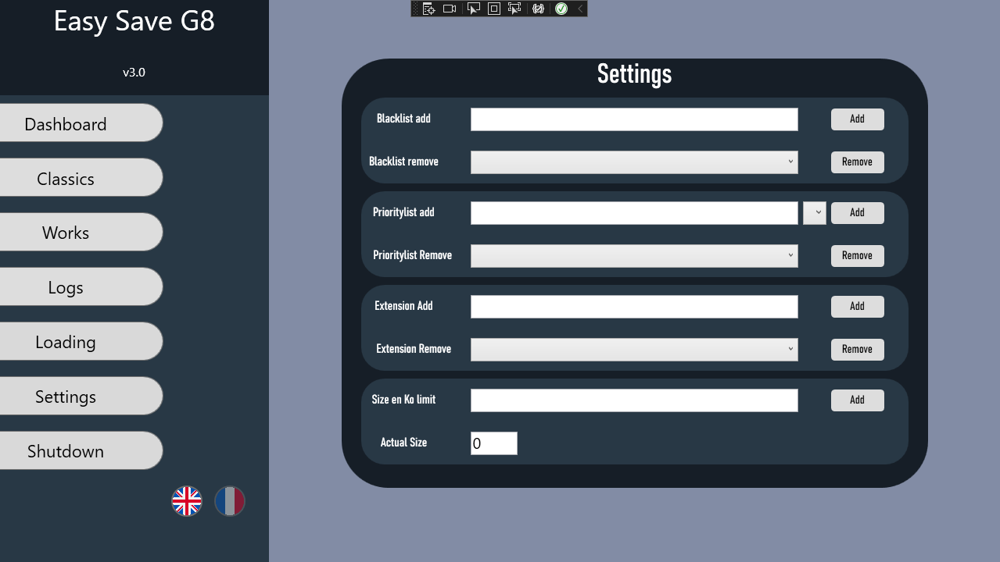 Easy Save G8
v3.0
Dashboard
Classics
Works
Logs
Loading
Settings
Shutdown
Settings
Blacklist add
Add
Blacklist remove
Remove
Prioritylist add
Add
Prioritylist Remove
Remove
Extension Add
Add
Extension Remove
Remove
Size en Ko limit
Add
Actual Size
0